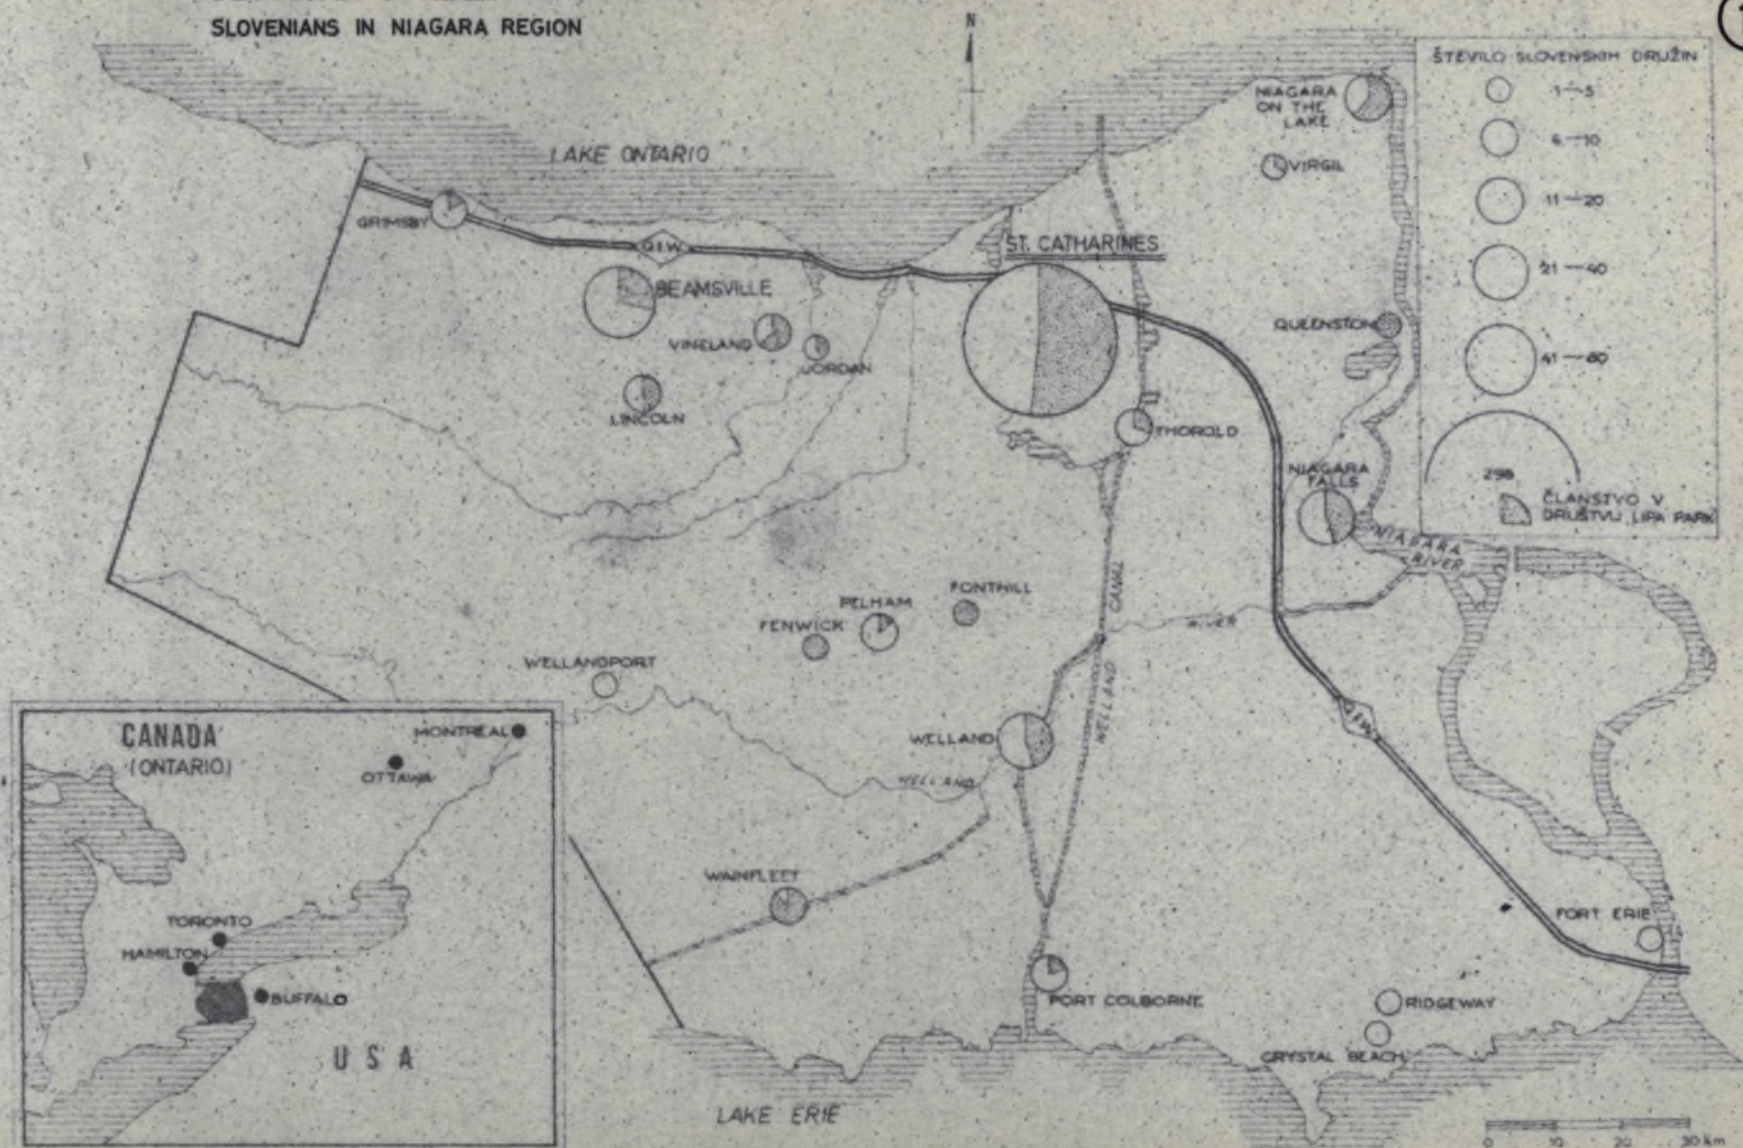 SLOVENIANS IN NIAGARA REGION
N
LAKE ONTARIO
GRIMSBY
Q.E.W.
BEAMSVILLE
VINELAND
JORDAN
LINCOLN
ST. CATHARINES
THOROLD
NIAGARA
ON THE
LAKE
VIRGIL
QUEENSTON
NIAGARA
FALLS
NIAGARA
RIVER
ŠTEVILO SLOVENSKIH DRUŽIN
1—5
6—10
11—20
21—40
41—60
298
ČLANSTVO V
DRUŠTVU LIPA PARK
FONTHILL
PELHAM
FENWICK
WELLANDPORT
WELLAND
WELLAND
RIVER
WELLAND CANAL
Q.E.W.
WAINFLEET
PORT COLBORNE
FORT ERIE
RIDGEWAY
CRYSTAL BEACH
LAKE ERIE
0 10 20 30 km
CANADA
(ONTARIO)
MONTREAL
OTTAWA
TORONTO
HAMILTON
BUFFALO
USA